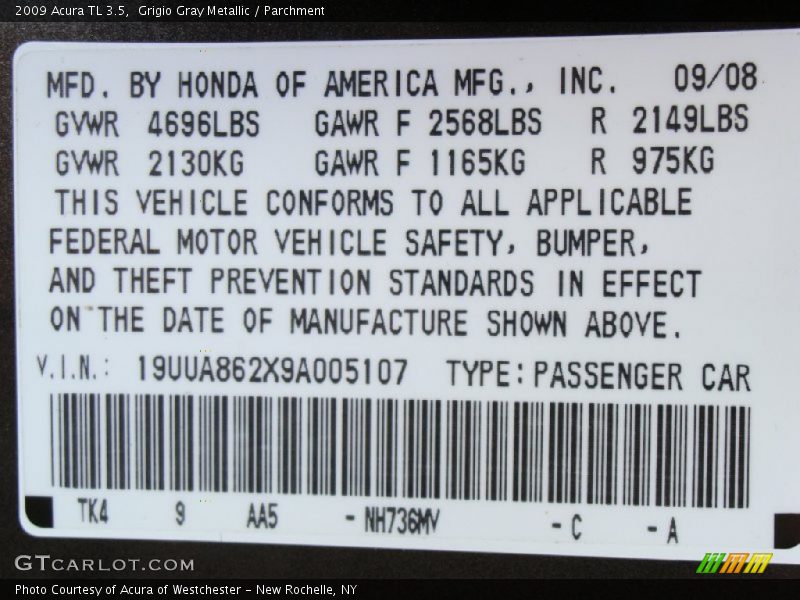 2009 Acura TL 3.5,  Grigio Gray Metallic / Parchment
MFD. BY HONDA OF AMERICA MFG., INC. 09/08
GVWR 4696LBS GAWR F 2568LBS R 2149LBS
GVWR 2130KG GAWR F 1165KG R 975KG
THIS VEHICLE CONFORMS TO ALL APPLICABLE
FEDERAL MOTOR VEHICLE SAFETY, BUMPER,
AND THEFT PREVENTION STANDARDS IN EFFECT
ON THE DATE OF MANUFACTURE SHOWN ABOVE.
V.I.N.: 19UUA862X9A005107 TYPE: PASSENGER CAR
TK4 9 AA5 - NH736MV - C - A
GTCARLOT.COM
Photo Courtesy of Acura of Westchester - New Rochelle, NY